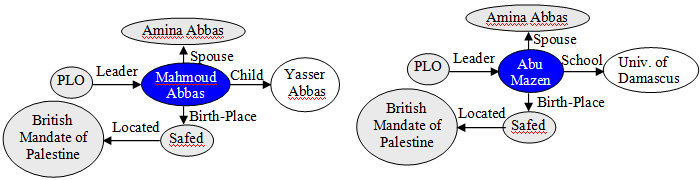 Amina Abbas
Spouse
PLO
Leader
Mahmoud
Abbas
Child
Yasser
Abbas
Birth-Place
British
Mandate of
Palestine
Located
Safed
Amina Abbas
Spouse
PLO
Leader
Abu
Mazen
School
Univ. of
Damascus
Birth-Place
British
Mandate of
Palestine
Located
Safed